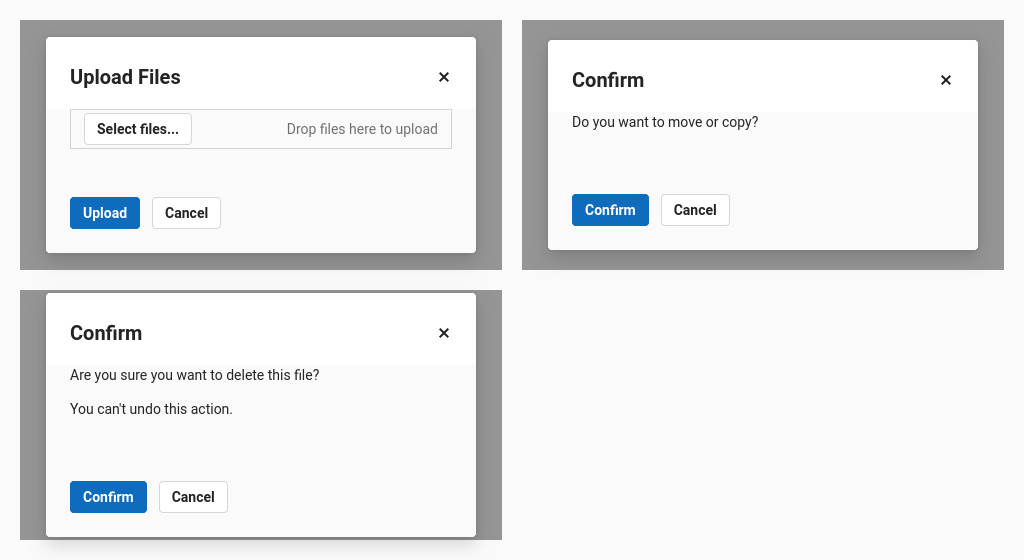 Upload Files
Select files... Drop files here to upload
Upload Cancel
Confirm
Do you want to move or copy?
Confirm Cancel
Confirm
Are you sure you want to delete this file?
You can't undo this action.
Confirm Cancel